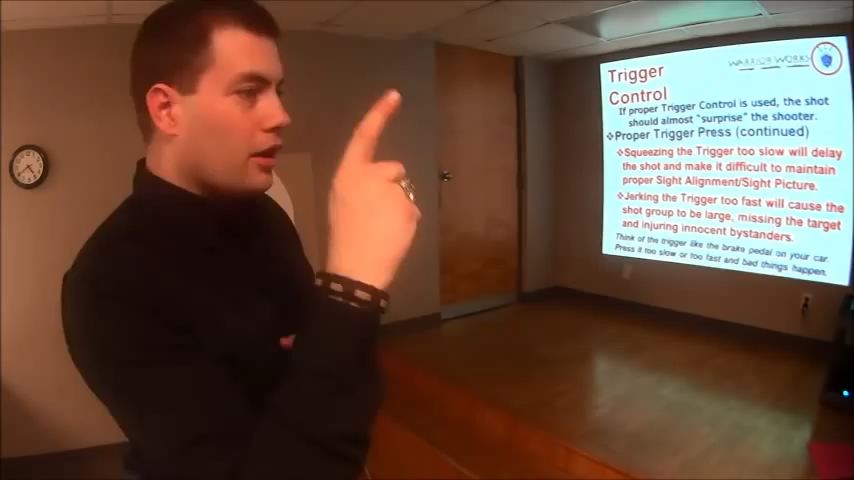 WARRIOR WORKS
Trigger
Control
If proper Trigger Control is used, the shot
should almost "surprise" the shooter.
❖Proper Trigger Press (continued)
❖Squeezing the Trigger too slow will delay
the shot and make it difficult to maintain
proper Sight Alignment/Sight Picture.
❖Jerking the Trigger too fast will cause the
shot group to be large, missing the target
and injuring innocent bystanders.
Think of the trigger like the brake pedal on your car.
Press it too slow or too fast and bad things happen.